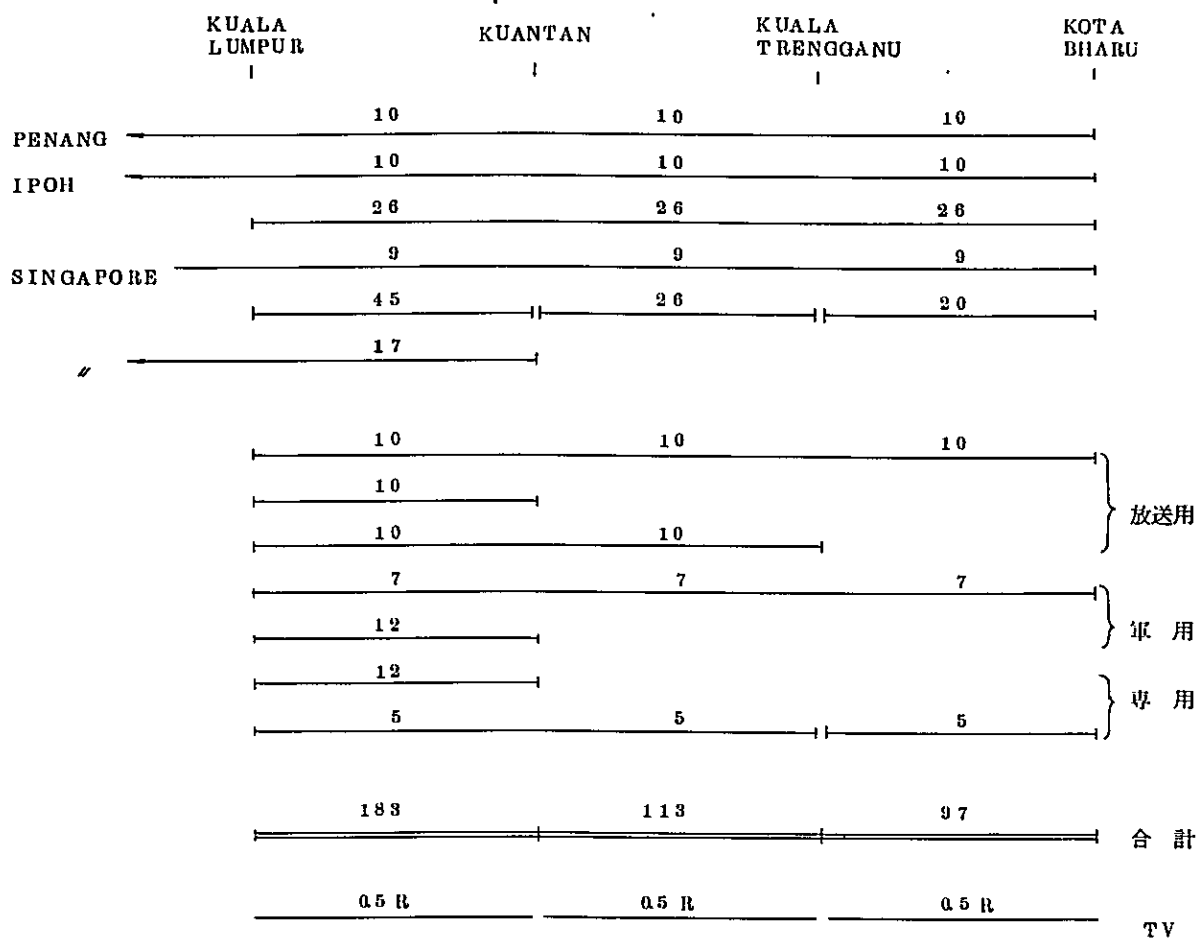 KUALA LUMPUR KUANTAN KUALA TRENGGANU KOTA BHARU
10 10 10
PENANG
10 10 10
IPOH
26 26 26
9 9 9
SINGAPORE
45 26 20
17
〃
10 10 10
10
放送用
10 10
7 7 7
12
軍用
12
専用
5 5 5
183 113 97
合計
0.5 R 0.5 R 0.5 R
TV